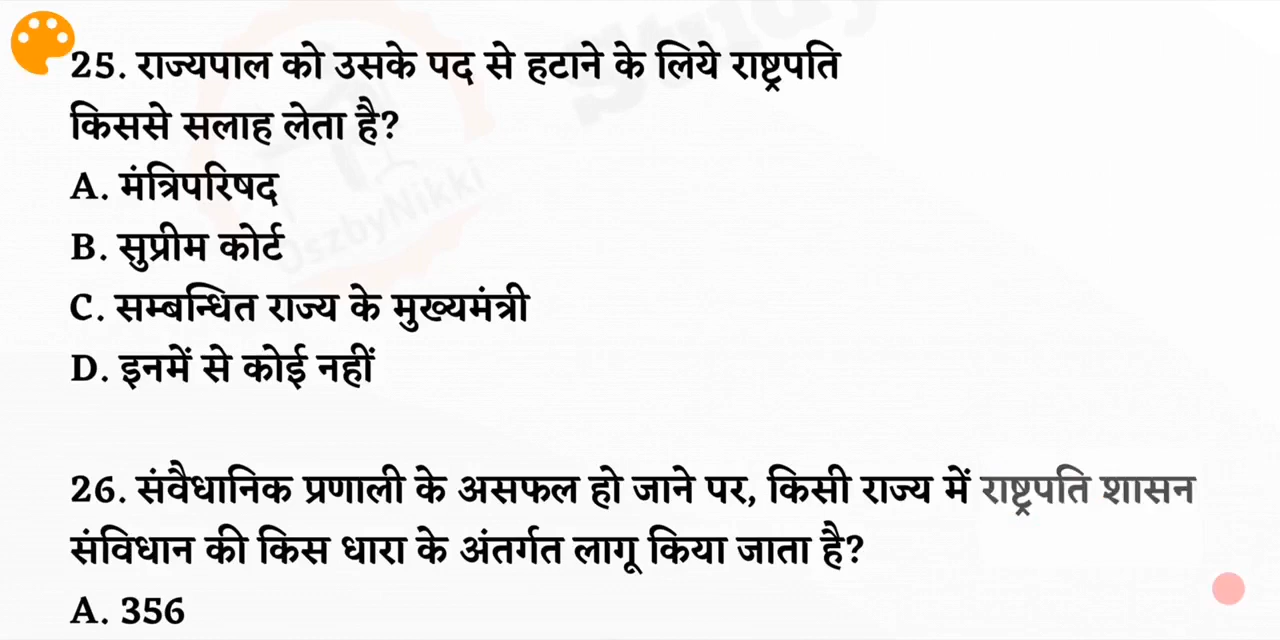 25. राज्यपाल को उसके पद से हटाने के लिये राष्ट्रपति
किससे सलाह लेता है?
A. मंत्रिपरिषद
B. सुप्रीम कोर्ट
C. सम्बन्धित राज्य के मुख्यमंत्री
D. इनमें से कोई नहीं
26. संवैधानिक प्रणाली के असफल हो जाने पर, किसी राज्य में राष्ट्रपति शासन
संविधान की किस धारा के अंतर्गत लागू किया जाता है?
A. 356